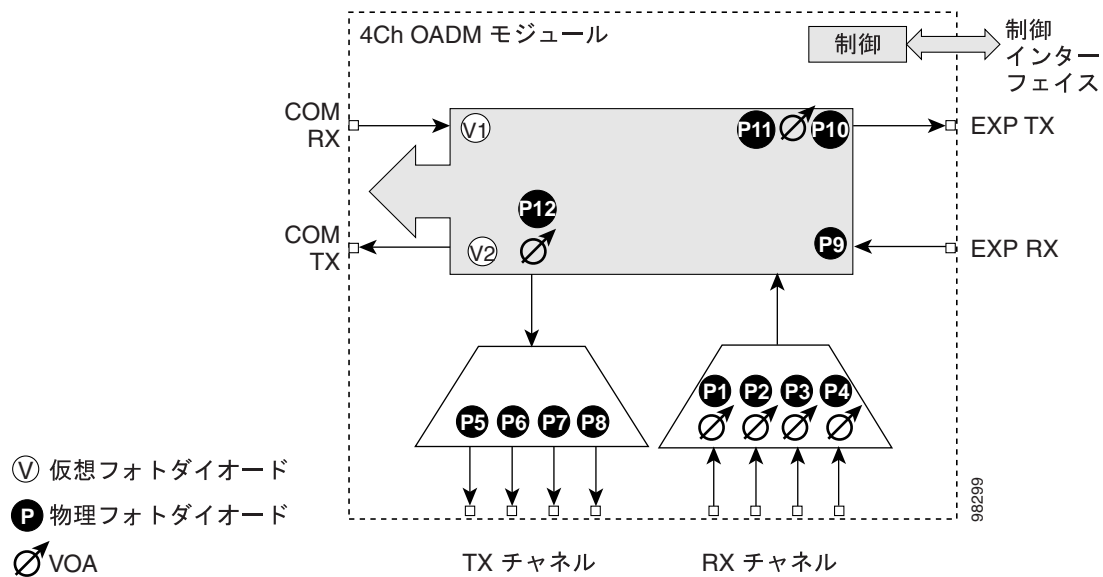 4Ch OADM モジュール
制御
制御
インター
フェイス
COM
RX
V1
P11
P10
EXP TX
P12
COM
TX
V2
P9
EXP RX
P1
P2
P3
P4
P5
P6
P7
P8
V 仮想フォトダイオード
P 物理フォトダイオード
VOA
TX チャネル
RX チャネル
98299